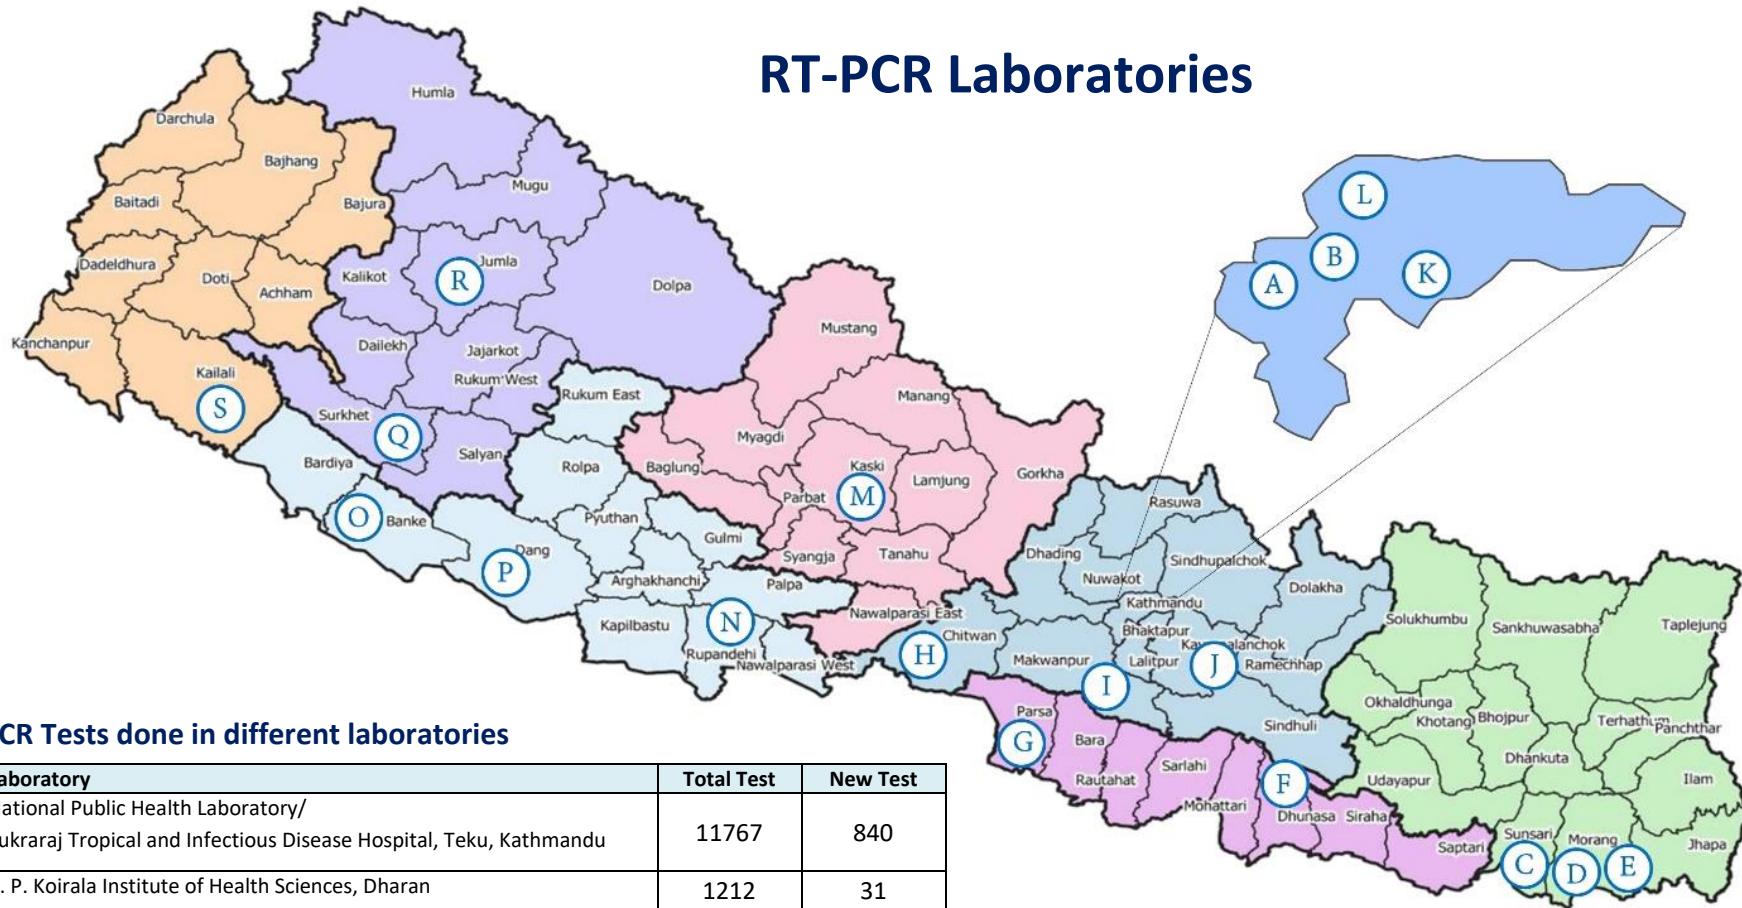 RT-PCR Laboratories
Humla
Darchula
Bajhang
Mugu
Baitadi
Bajura
Dadeldhura
Doti
Achham
Kalikot
Jumla
R
Dolpa
L
B
A
K
Kanchanpur
Kailali
S
Dailekh
Jajarkot
Rukum West
Rukum East
Mustang
Manang
Surkhet
Q
Salyan
Bardiya
O
Banke
Rolpa
Pyuthan
Dang
P
Myagdi
Baglung
Kaski
M
Parbat
Lamjung
Gorkha
Gulmi
Syangja
Tanahu
Arghakhanchi
Palpa
Kapilbastu
N
Rupandehi
Nawalparasi West
Nawalparasi East
H
Chitwan
Rasuwa
Dhading
Nuwakot
Sindhupalchok
Dolakha
Kathmandu
Bhaktapur
Makwanpur
I
Lalitpur
J
Ramechhap
Sindhuli
Solukhumbu
Sankhuwasabha
Taplejung
Okhaldhunga
Khotang
Bhojpur
Terhathum
Panchthar
Dhankuta
Udayapur
Ilam
Parsa
G
Bara
Rautahat
Sarlahi
Mohattari
F
Dhunasa
Siraha
Saptari
Sunsari
Morang
Jhapa
C
D
E
CR Tests done in different laboratories
aboratory Total Test New Test
ational Public Health Laboratory/
ukraraj Tropical and Infectious Disease Hospital, Teku, Kathmandu 11767 840
. P. Koirala Institute of Health Sciences, Dharan 1212 31